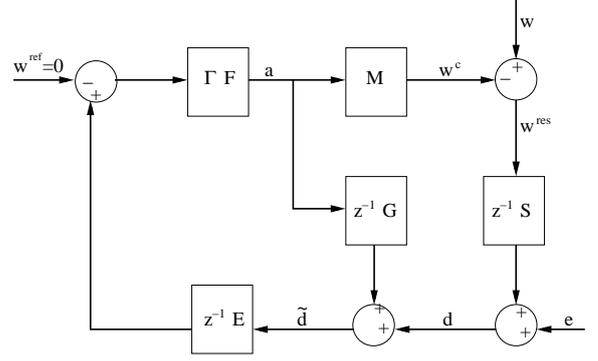 w
w^ref=0
−
+
Γ F
a
M
w^c
−
+
w^res
z^−1 G
z^−1 S
+
+
+
+
z^−1 E
d̃
d
e